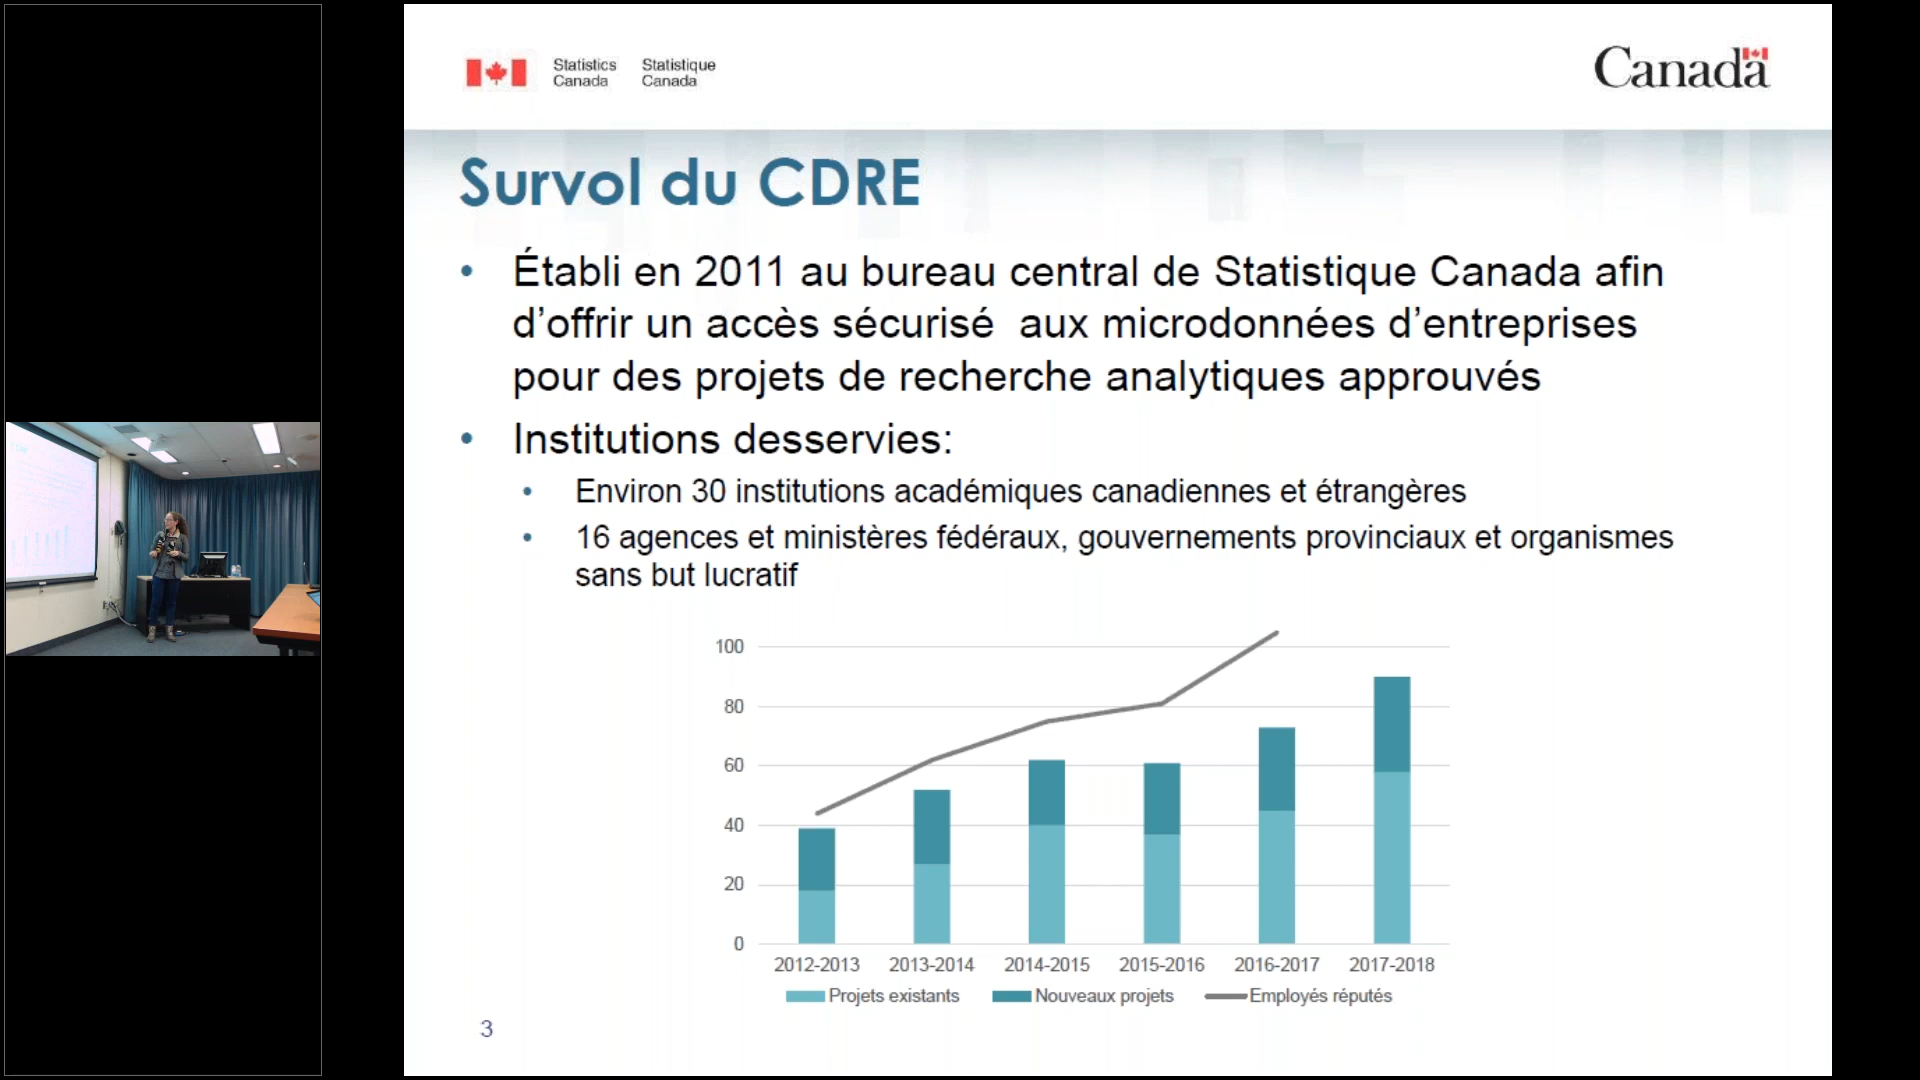 Statistics Canada
Statistique Canada
Canada
Survol du CDRE
• Établi en 2011 au bureau central de Statistique Canada afin
d’offrir un accès sécurisé  aux microdonnées d’entreprises
pour des projets de recherche analytiques approuvés
• Institutions desservies:
• Environ 30 institutions académiques canadiennes et étrangères
• 16 agences et ministères fédéraux, gouvernements provinciaux et organismes
sans but lucratif
100
80
60
40
20
0
2012-2013 2013-2014 2014-2015 2015-2016 2016-2017 2017-2018
Projets existants Nouveaux projets Employés réputés
3